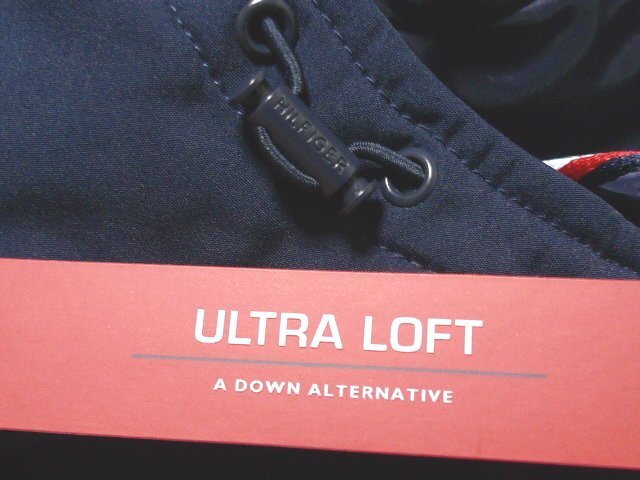 HILFIGER
ULTRA LOFT
A DOWN ALTERNATIVE